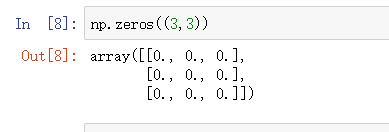 In [8]: np.zeros((3,3))
Out[8]: array([[0., 0., 0.],
[0., 0., 0.],
[0., 0., 0.]])